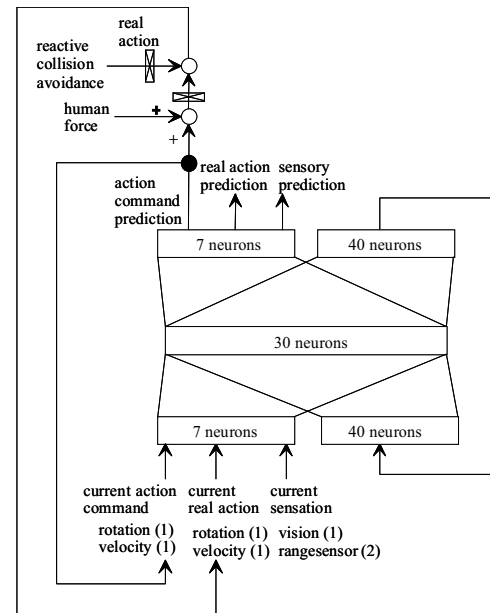 real
action
reactive
collision
avoidance
human
force
+
+
real action
prediction
sensory
prediction
action
command
prediction
7 neurons
40 neurons
30 neurons
7 neurons
40 neurons
current action
command
current
real action
current
sensation
rotation (1)
velocity (1)
rotation (1)
velocity (1)
vision (1)
rangesensor (2)